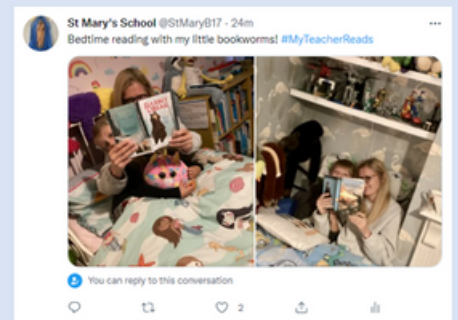 St Mary's School @StMaryB17 · 24m
Bedtime reading with my little bookworms! #MyTeacherReads
You can reply to this conversation
2